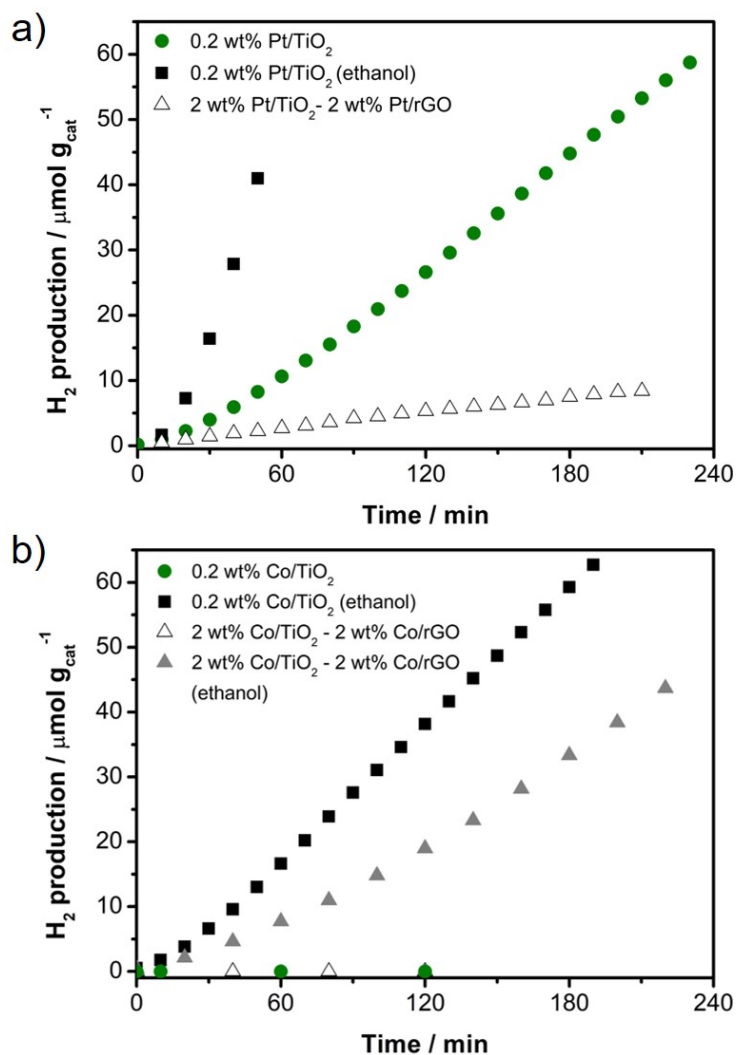 a)
0.2 wt% Pt/TiO₂
0.2 wt% Pt/TiO₂ (ethanol)
2 wt% Pt/TiO₂- 2 wt% Pt/rGO
H₂ production / μmol g_cat⁻¹
60
50
40
30
20
10
0
0 60 120 180 240
Time / min
b)
0.2 wt% Co/TiO₂
0.2 wt% Co/TiO₂ (ethanol)
2 wt% Co/TiO₂ - 2 wt% Co/rGO
2 wt% Co/TiO₂ - 2 wt% Co/rGO
(ethanol)
H₂ production / μmol g_cat⁻¹
60
50
40
30
20
10
0
0 60 120 180 240
Time / min